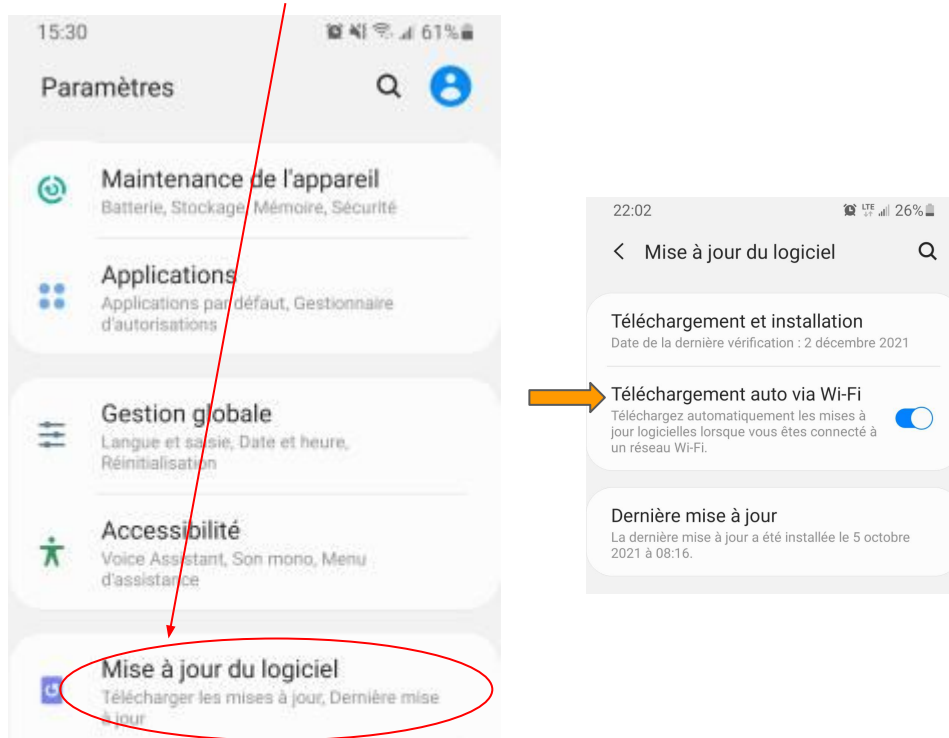 15:30
61%
Paramètres
Maintenance de l'appareil
Batterie, Stockage, Mémoire, Sécurité
Applications
Applications par défaut, Gestionnaire
d'autorisations
Gestion globale
Langue et saisie, Date et heure,
Réinitialisation
Accessibilité
Voice Assistant, Son mono, Menu
d'assistance
Mise à jour du logiciel
Télécharger les mises à jour, Dernière mise
à jour
22:02
LTE 26%
Mise à jour du logiciel
Téléchargement et installation
Date de la dernière vérification : 2 décembre 2021
Téléchargement auto via Wi-Fi
Téléchargez automatiquement les mises à
jour logicielles lorsque vous êtes connecté à
un réseau Wi-Fi.
Dernière mise à jour
La dernière mise à jour a été installée le 5 octobre
2021 à 08:16.